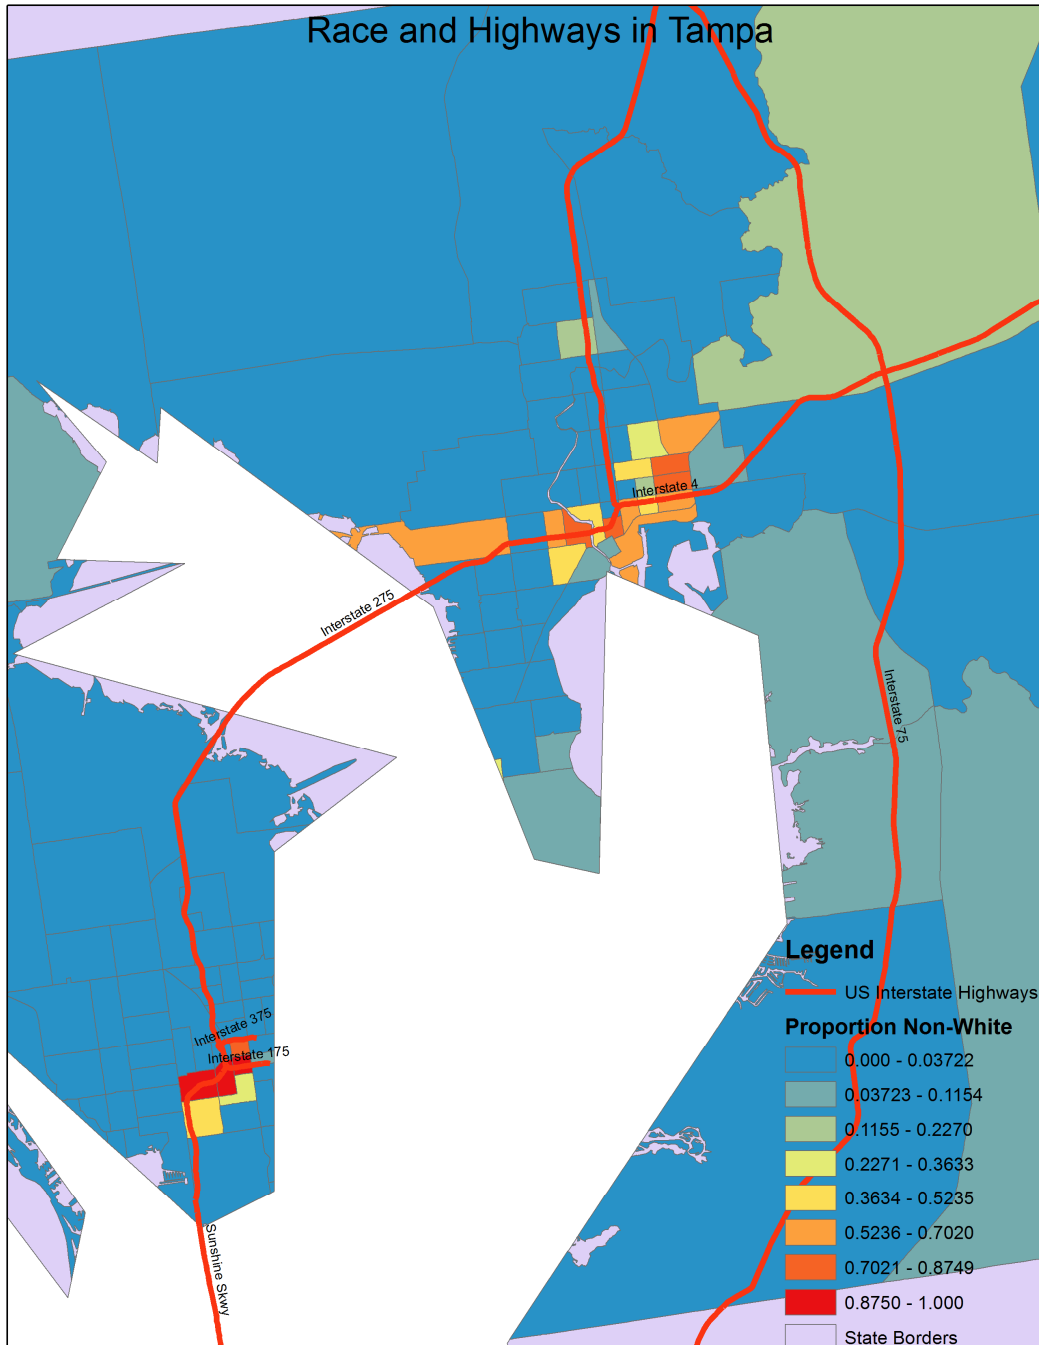 Race and Highways in Tampa
Interstate 4
Interstate 275
Interstate 75
Interstate 375
Interstate 175
Sunshine Skwy
Legend
US Interstate Highways
Proportion Non-White
0.000 - 0.03722
0.03723 - 0.1154
0.1155 - 0.2270
0.2271 - 0.3633
0.3634 - 0.5235
0.5236 - 0.7020
0.7021 - 0.8749
0.8750 - 1.000
State Borders